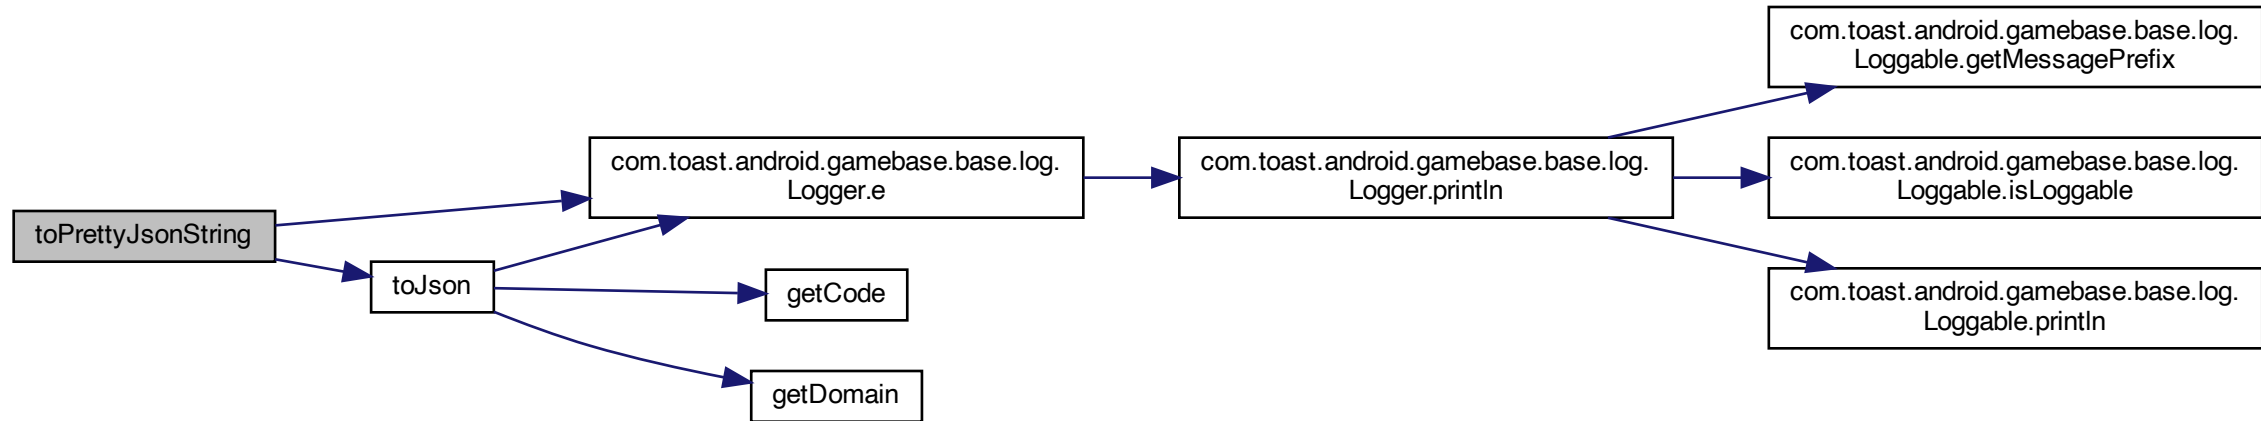 toPrettyJsonString
toJson
com.toast.android.gamebase.base.log.
Logger.e
getCode
getDomain
com.toast.android.gamebase.base.log.
Logger.println
com.toast.android.gamebase.base.log.
Loggable.getMessagePrefix
com.toast.android.gamebase.base.log.
Loggable.isLoggable
com.toast.android.gamebase.base.log.
Loggable.println